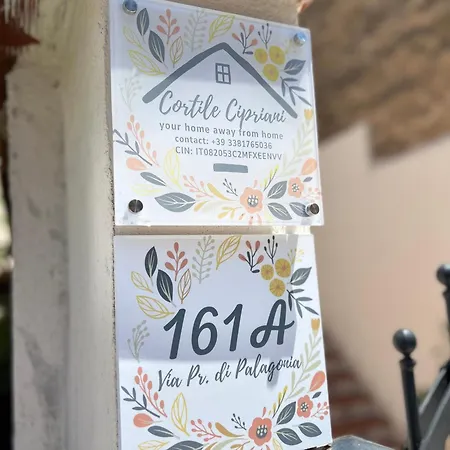 Cortile Cipriani
your home away from home
contact: +39 3381765036
CIN: IT082053C2MFXEENVV
161A
Via Pr. di Palagonia